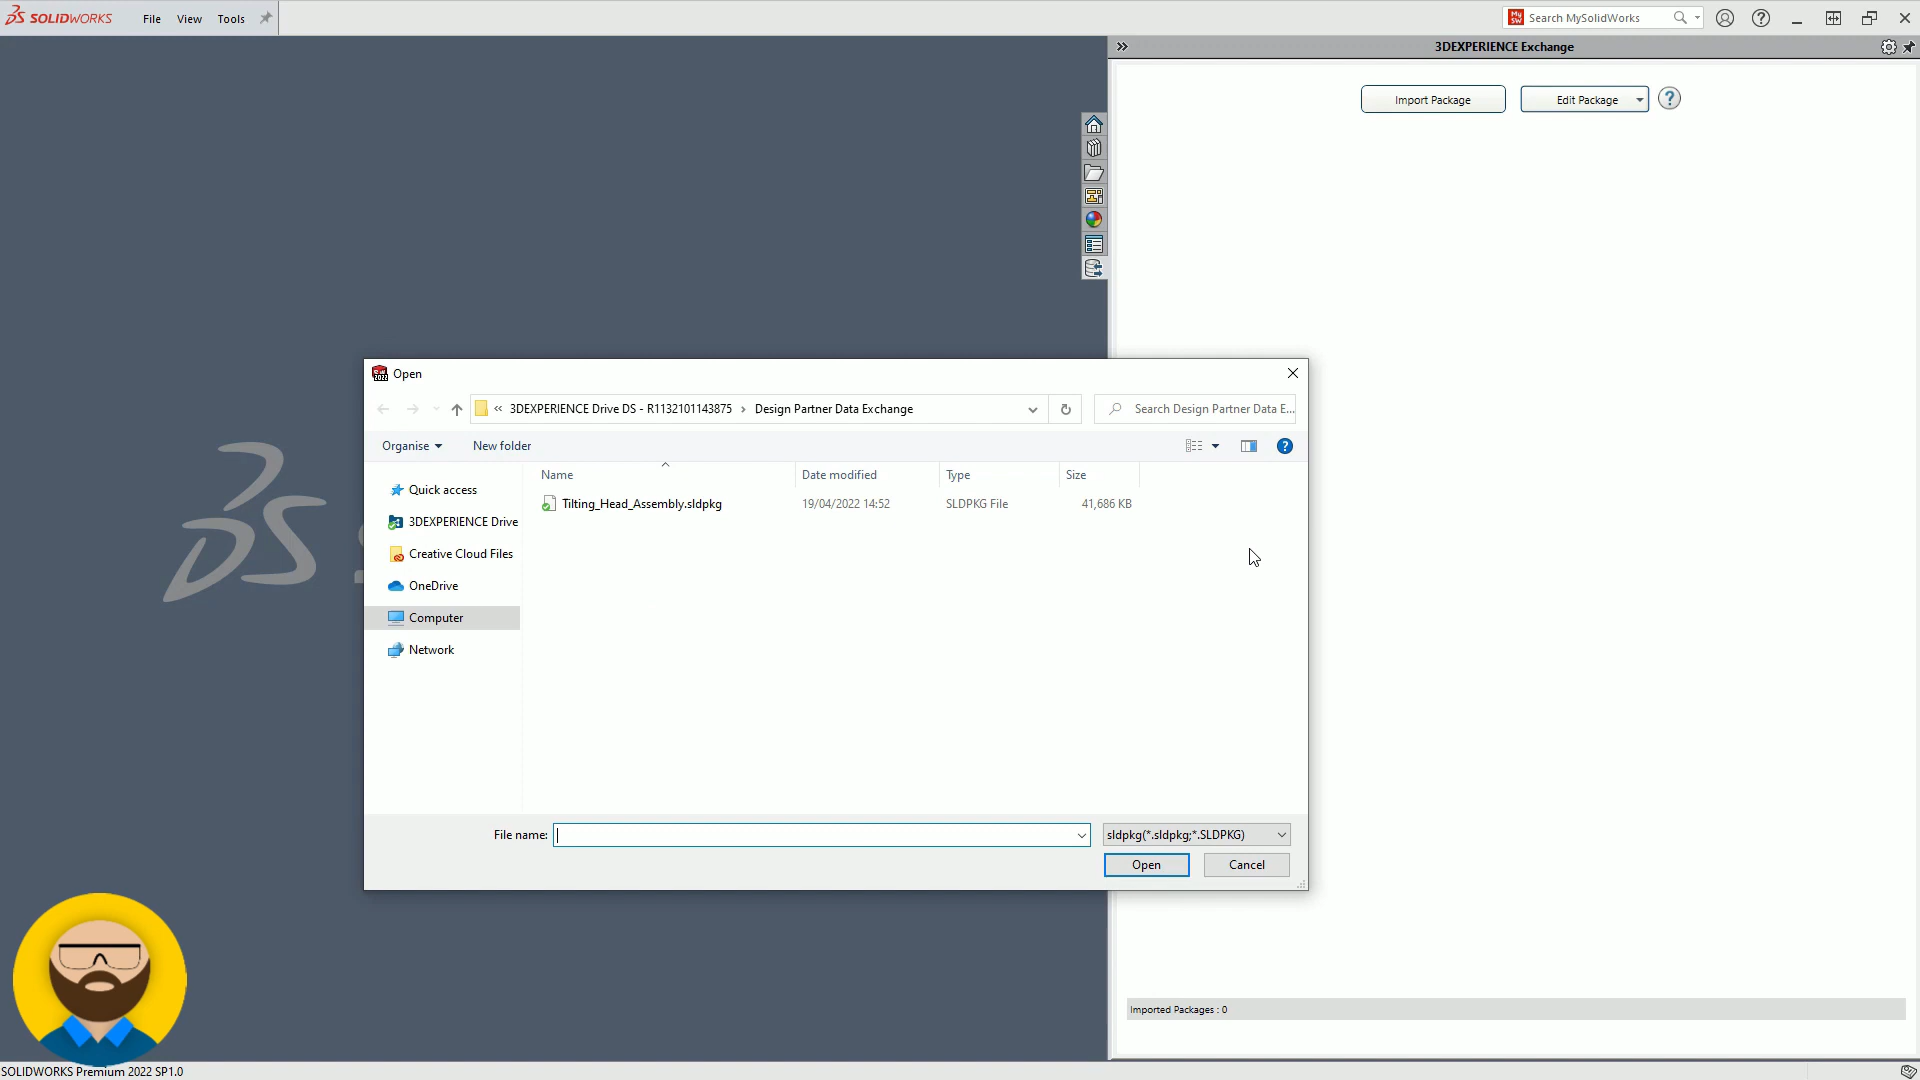 SOLIDWORKS File View Tools Search MySolidWorks
3DEXPERIENCE Exchange
Import Package Edit Package
Open
« 3DEXPERIENCE Drive DS - R1132101143875 › Design Partner Data Exchange Search Design Partner Data E...
Organise New folder
Name Date modified Type Size
Quick access
Tilting_Head_Assembly.sldpkg 19/04/2022 14:52 SLDPKG File 41,686 KB
3DEXPERIENCE Drive
Creative Cloud Files
OneDrive
Computer
Network
File name: sldpkg(*.sldpkg;*.SLDPKG)
Open Cancel
Imported Packages : 0
SOLIDWORKS Premium 2022 SP1.0